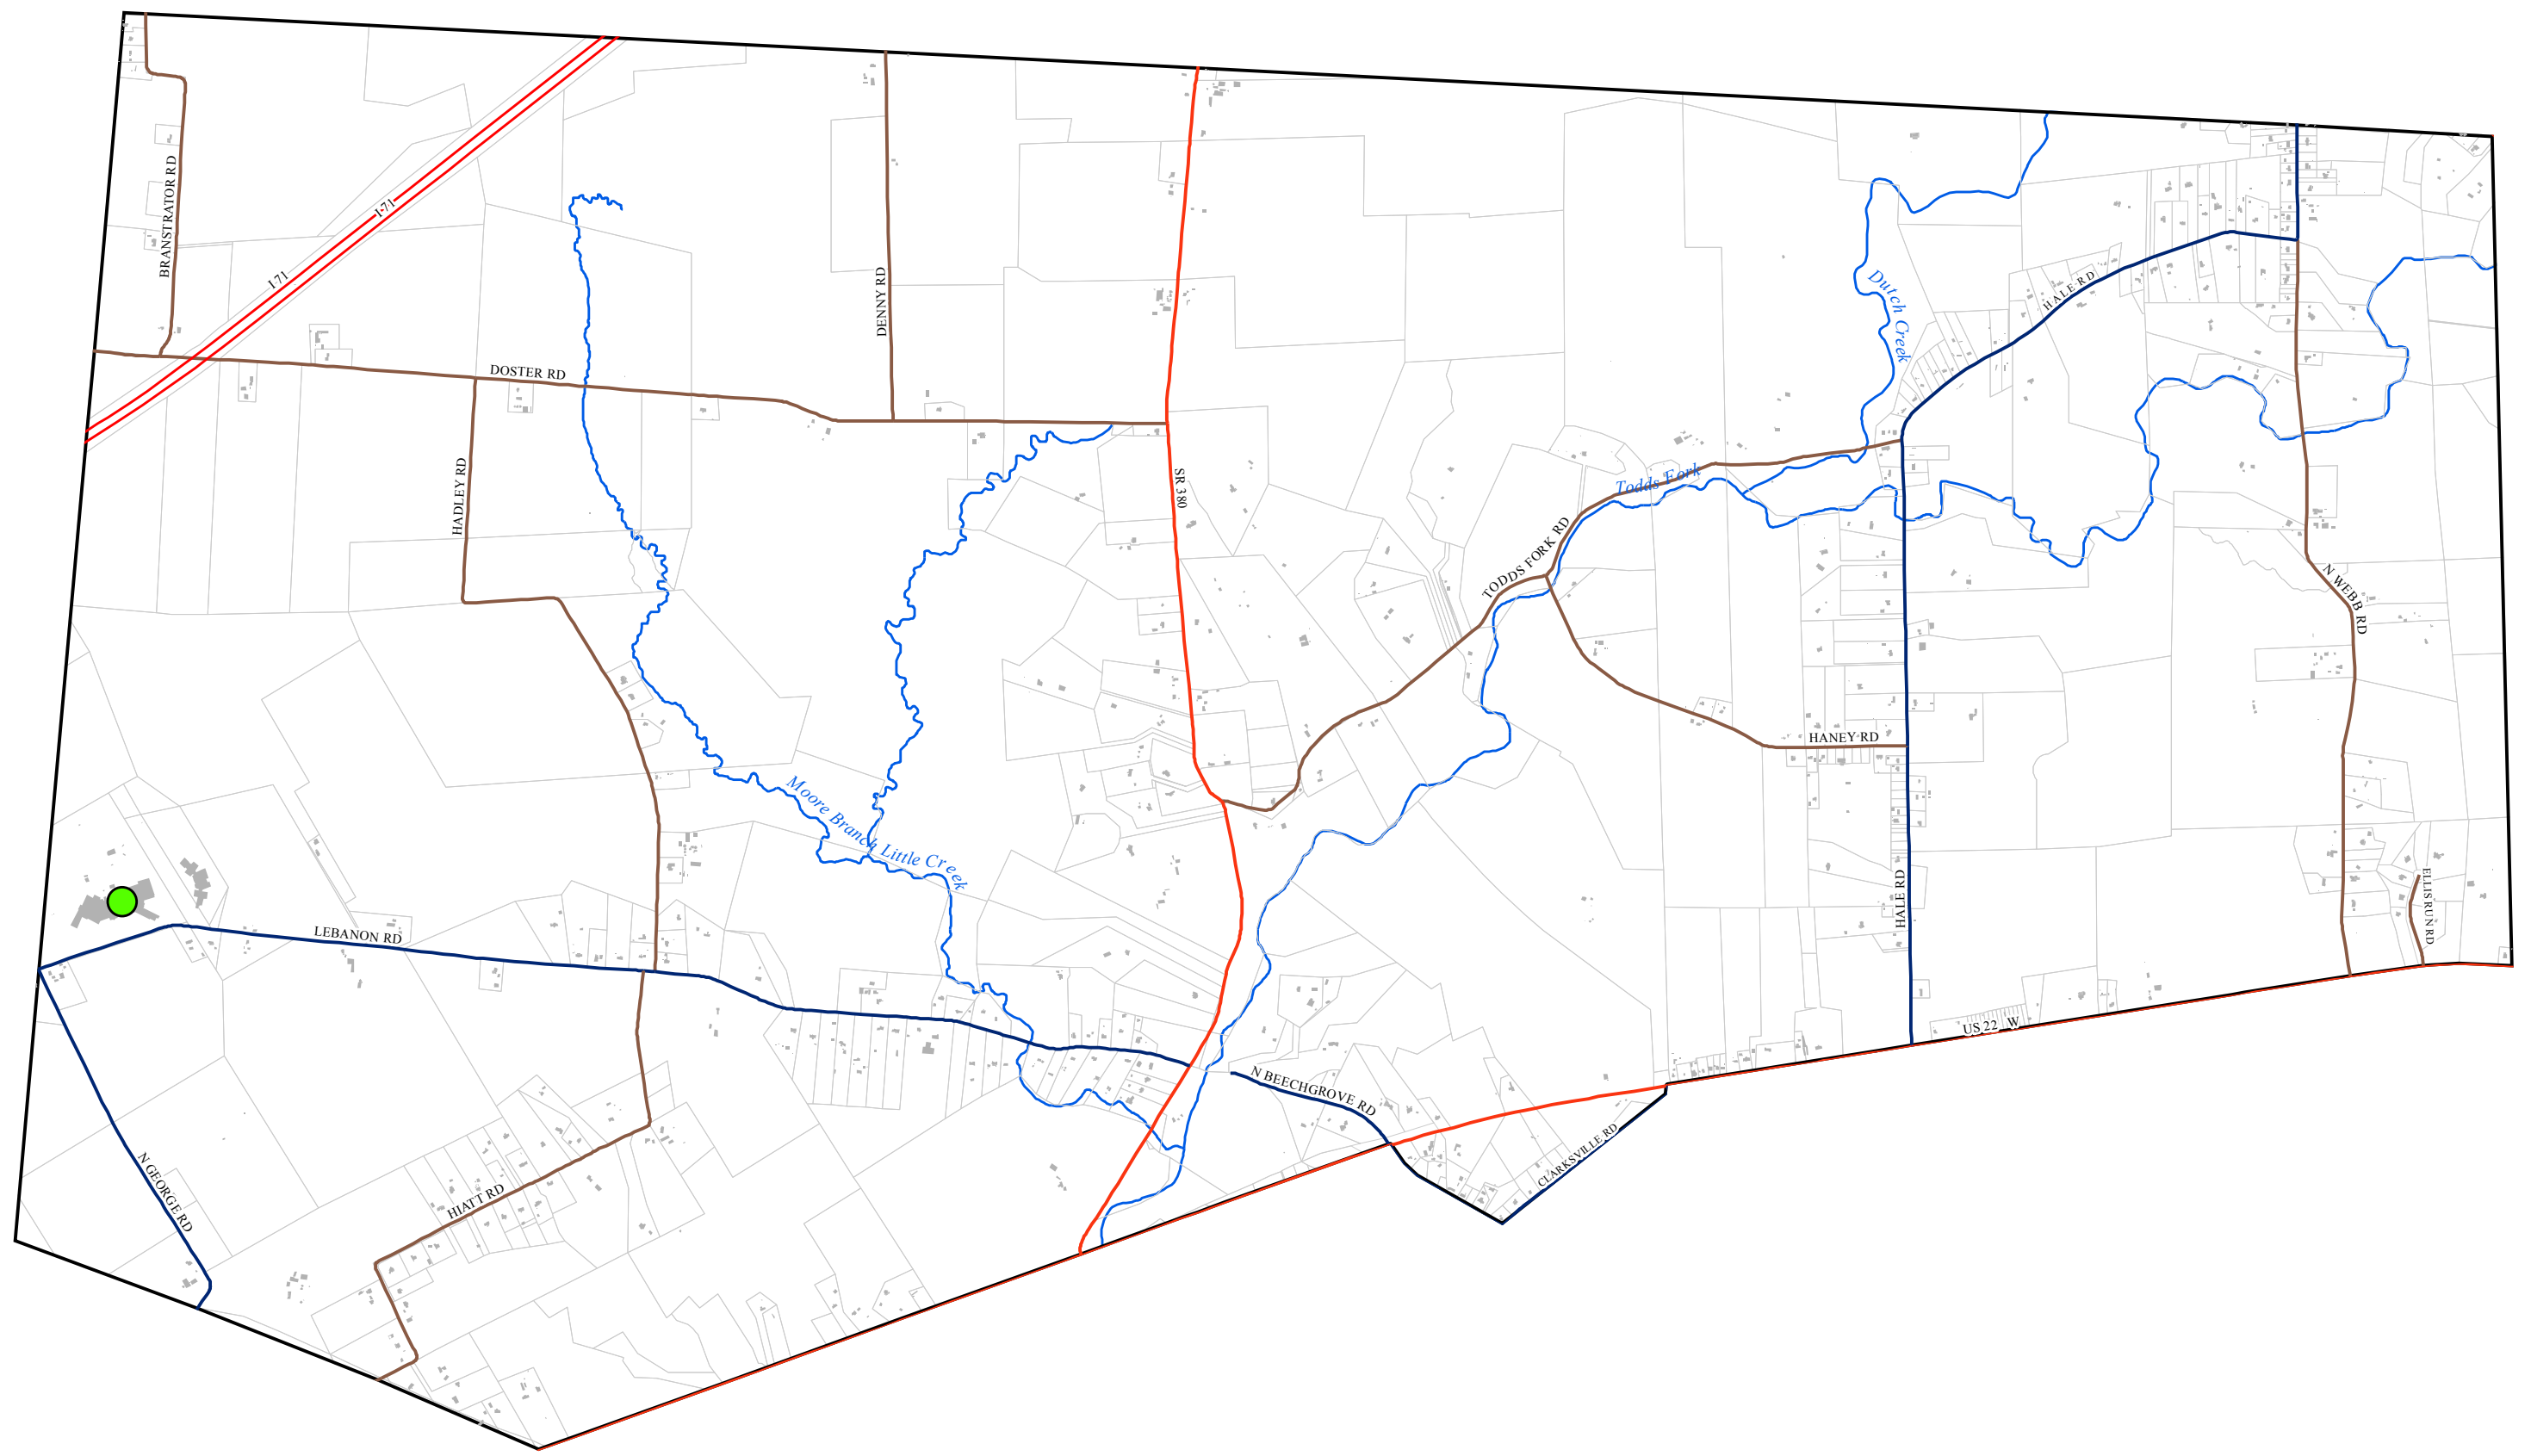 BRANSTRATOR RD
I-71
I-71
DENNY RD
DOSTER RD
HADLEY RD
SR 380
Dutch Creek
HALE RD
Todds Fork
TODDS FORK RD
N WEBB RD
HANEY RD
Moore Branch Little Creek
HALE RD
ELLIS RUN RD
LEBANON RD
US 22 W
N BEECHGROVE RD
CLARKSVILLE RD
N GEORGE RD
HIATT RD